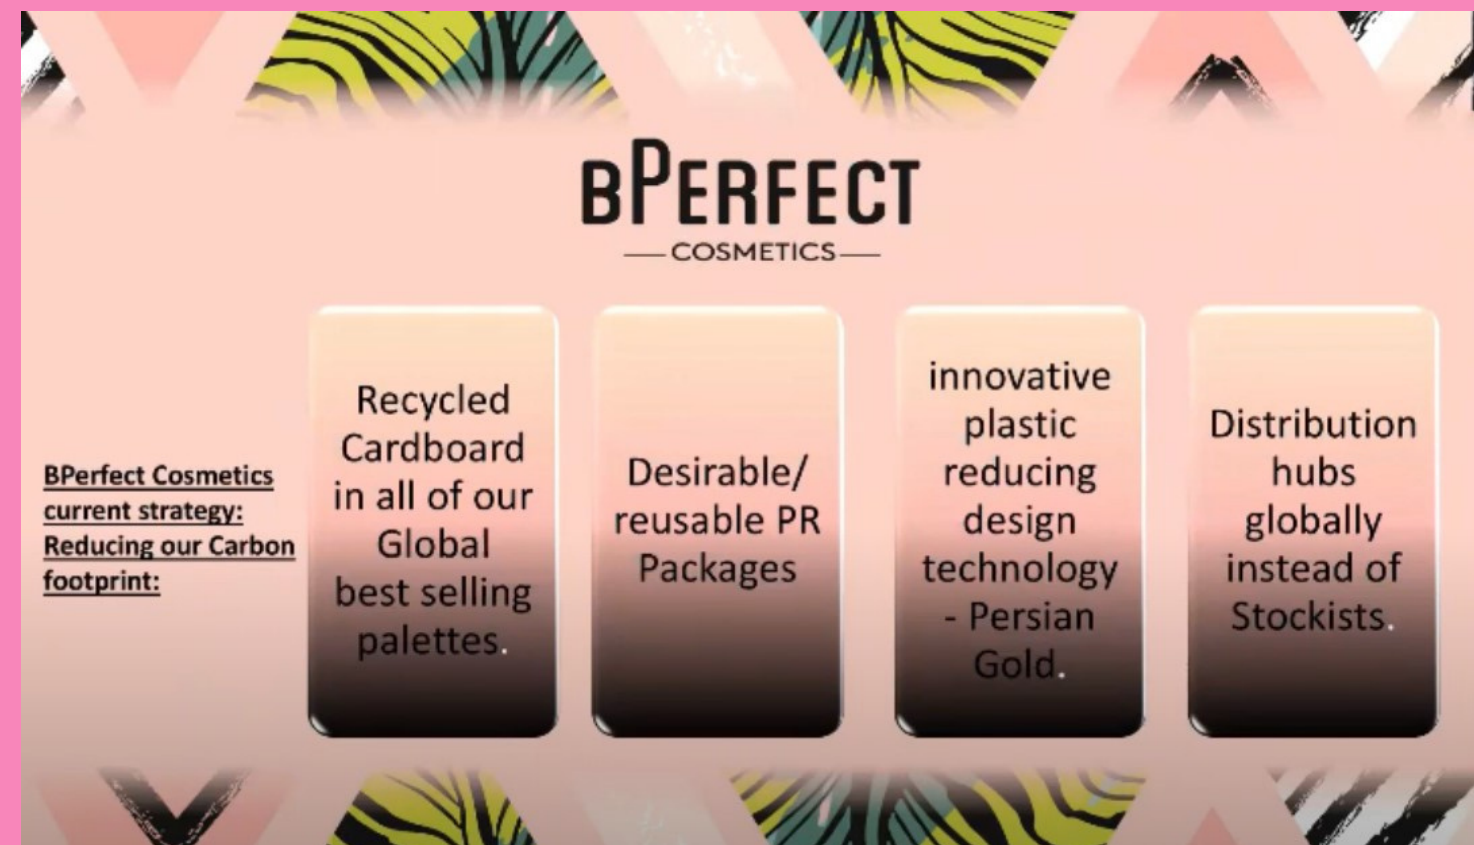 BPERFECT
COSMETICS
BPerfect Cosmetics
current strategy:
Reducing our Carbon
footprint:
Recycled
Cardboard
in all of our
Global
best selling
palettes.
Desirable/
reusable PR
Packages
innovative
plastic
reducing
design
technology
- Persian
Gold.
Distribution
hubs
globally
instead of
Stockists.